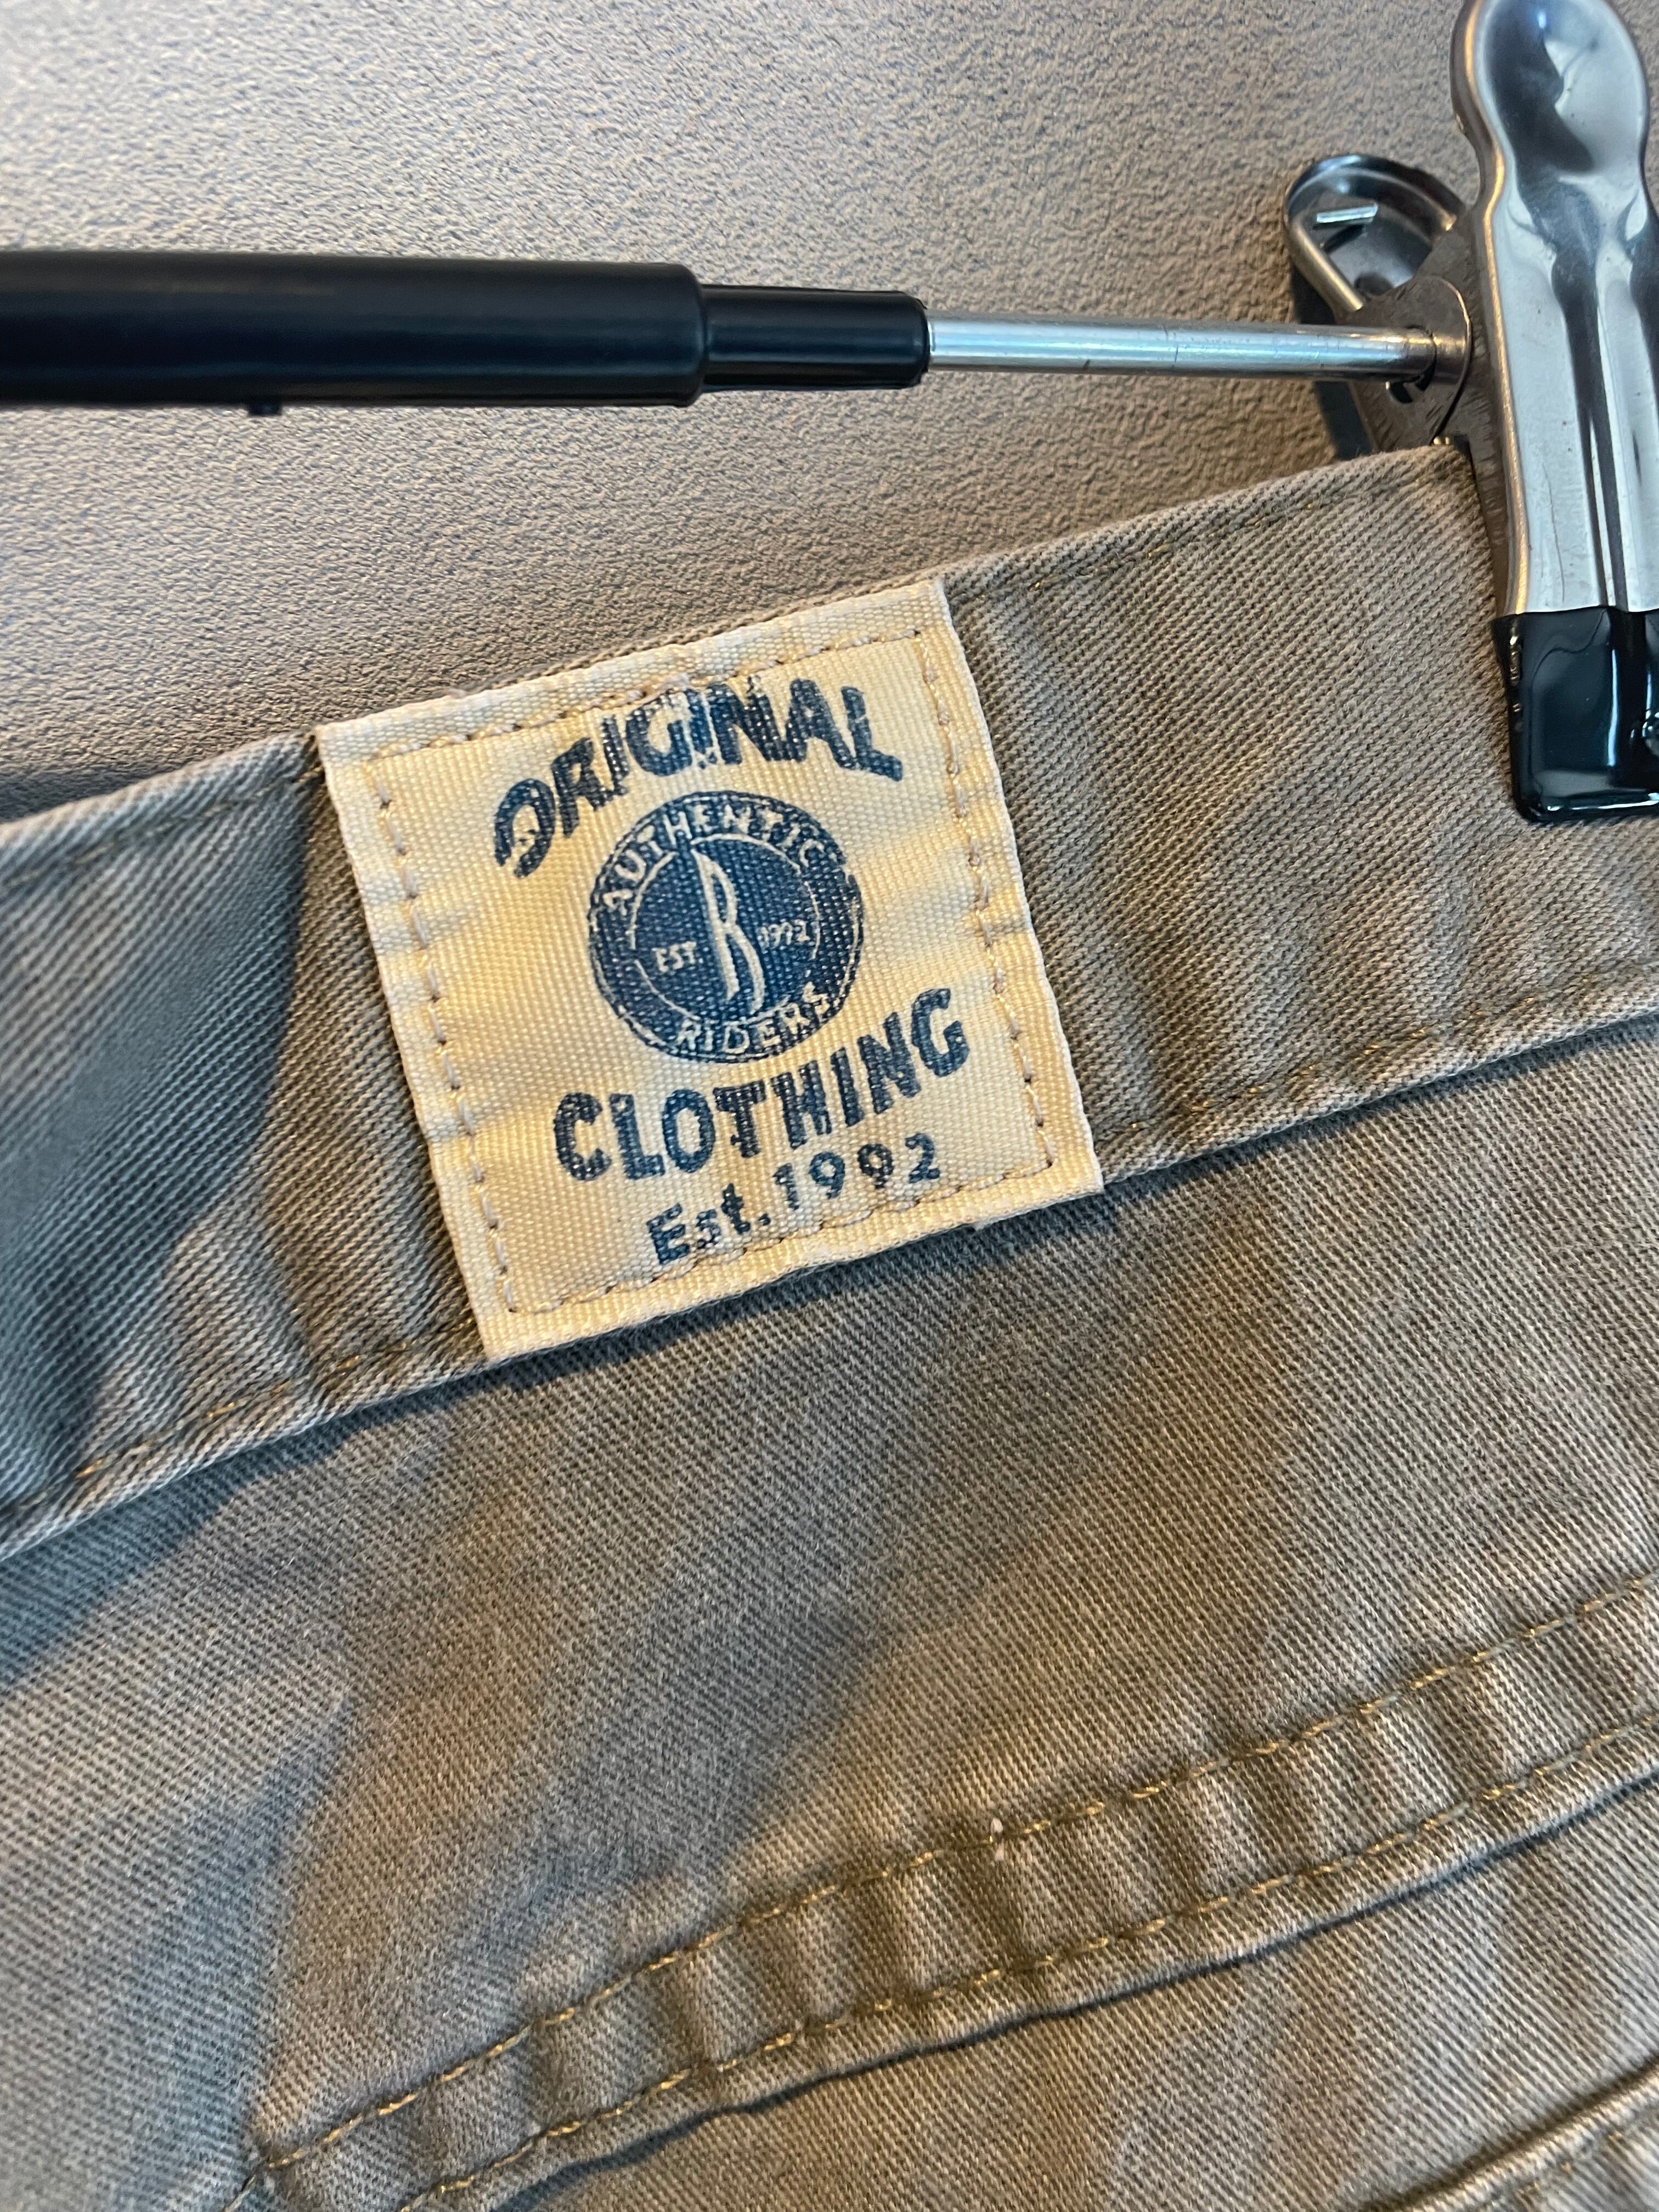 ORIGINAL
AUTHENTIC
EST. B 1992
RIDERS
CLOTHING
Est. 1992